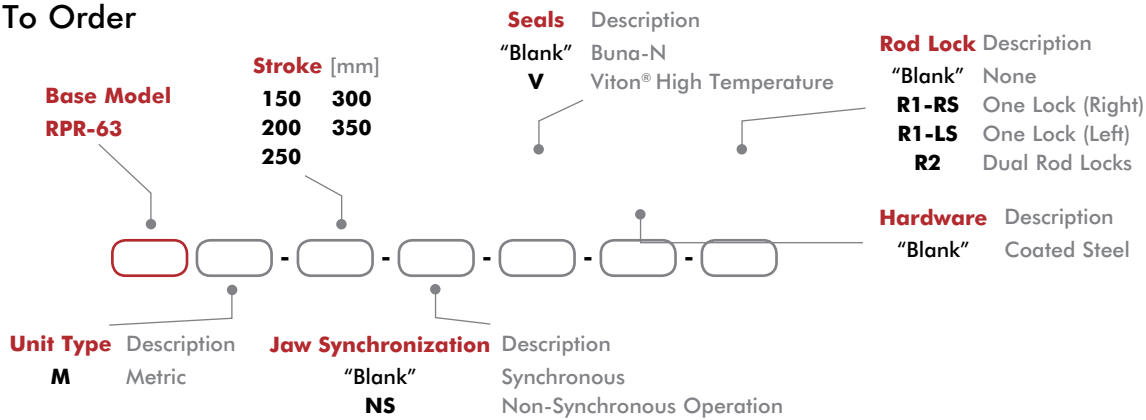 To Order
Base Model
RPR-63
Stroke [mm]
150 300
200 350
250
Seals Description
"Blank" Buna-N
V Viton® High Temperature
Rod Lock Description
"Blank" None
R1-RS One Lock (Right)
R1-LS One Lock (Left)
R2 Dual Rod Locks
Hardware Description
"Blank" Coated Steel
- - - - -
Unit Type Description
M Metric
Jaw Synchronization Description
"Blank" Synchronous
NS Non-Synchronous Operation